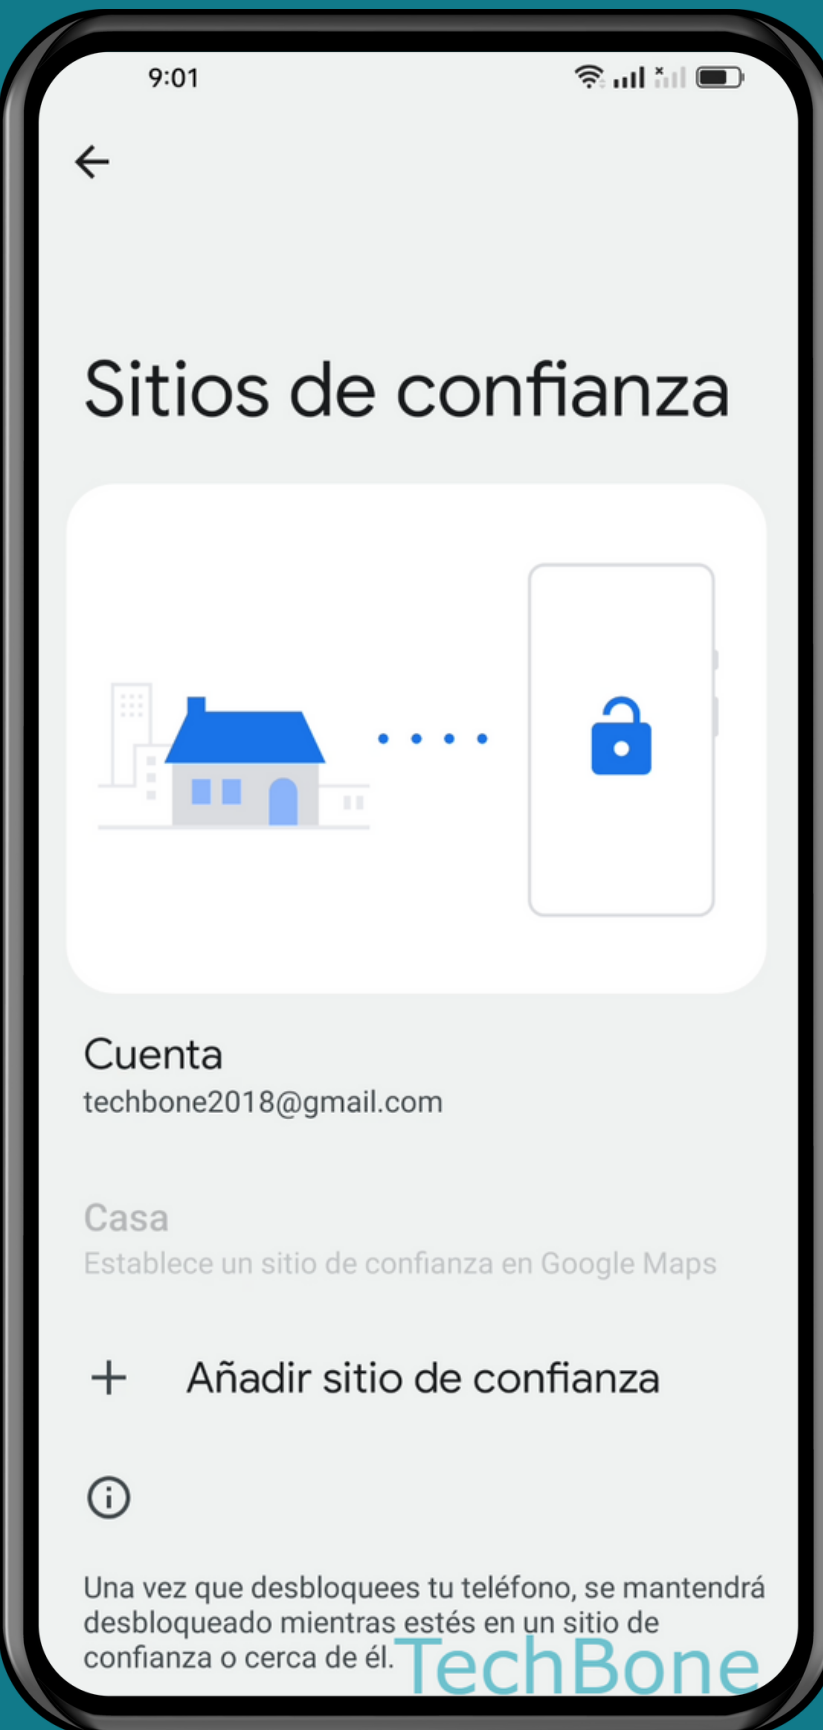 9:01
Sitios de confianza
Cuenta
techbone2018@gmail.com
Casa
Establece un sitio de confianza en Google Maps
Añadir sitio de confianza
Una vez que desbloquees tu teléfono, se mantendrá
desbloqueado mientras estés en un sitio de
confianza o cerca de él.
TechBone